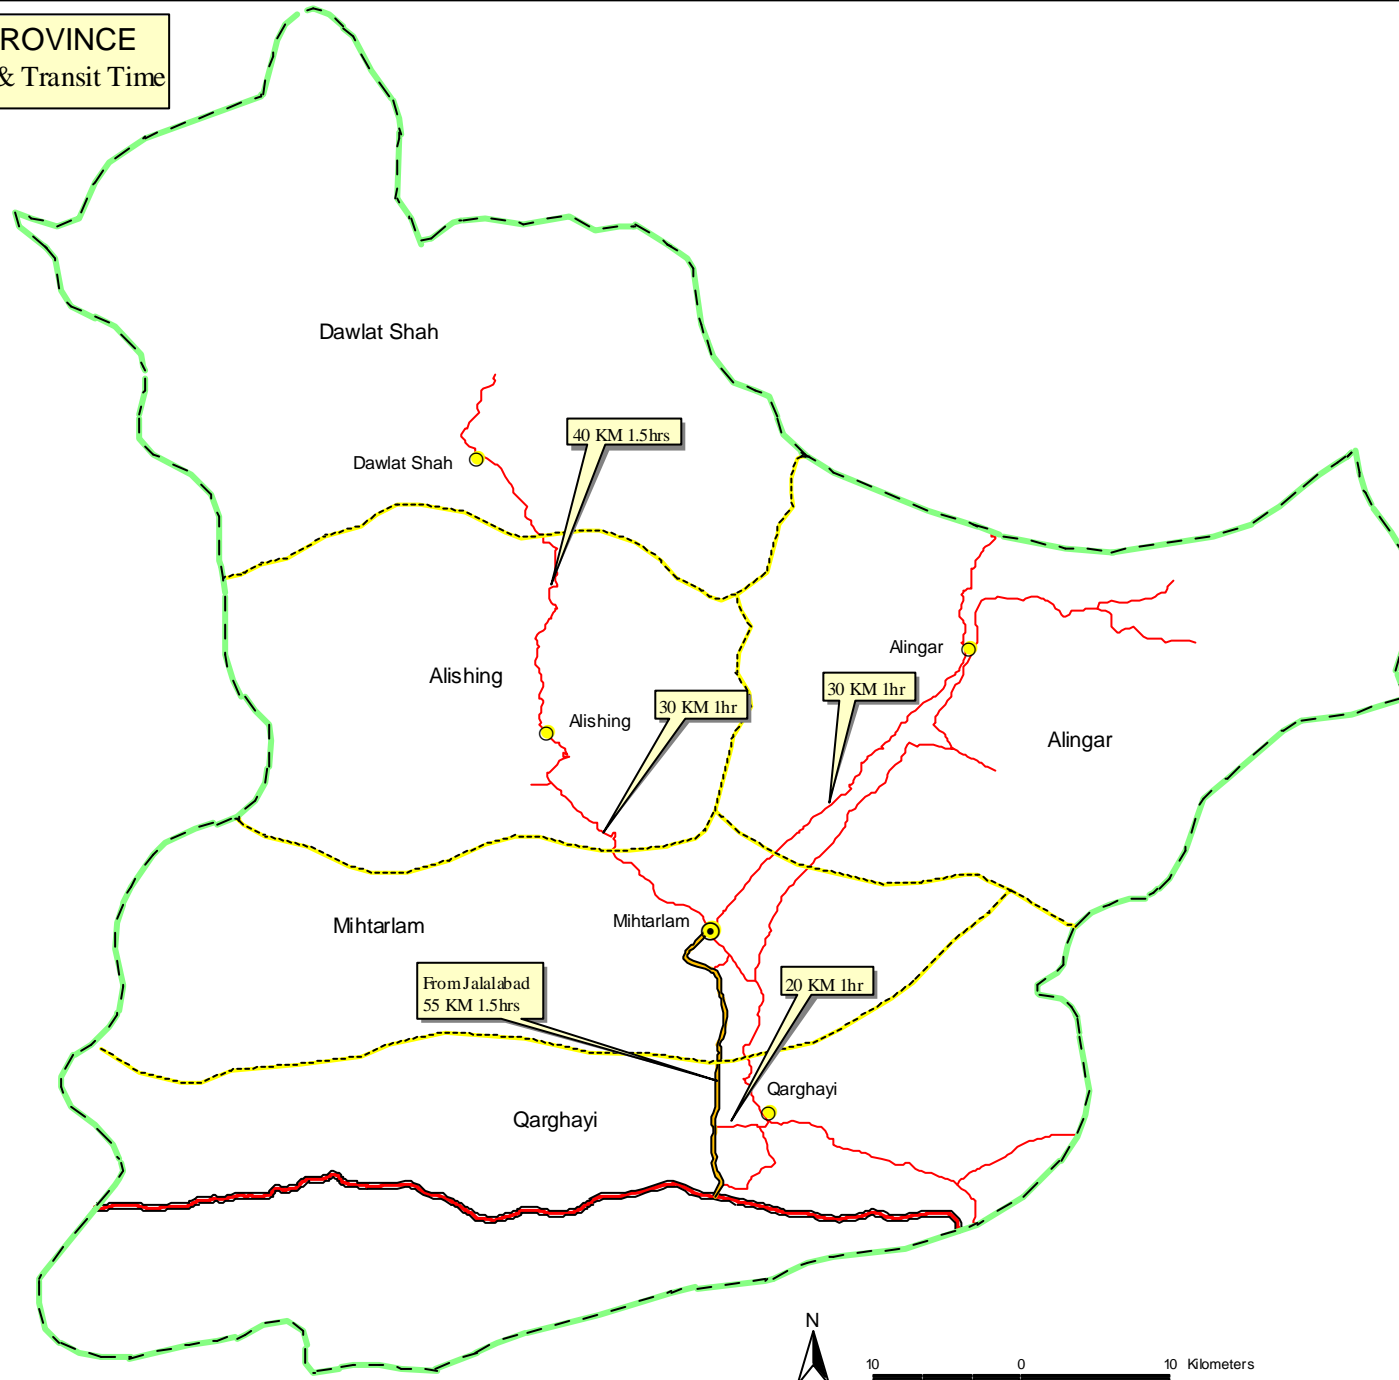 ROVINCE
& Transit Time
Dawlat Shah
40 KM 1.5hrs
Dawlat Shah
Alingar
Alishing
30 KM 1hr
30 KM 1hr
Alishing
Alingar
Mihtarlam
Mihtarlam
From Jalalabad
55 KM 1.5hrs
20 KM 1hr
Qarghayi
Qarghayi
N
10 0 10 Kilometers